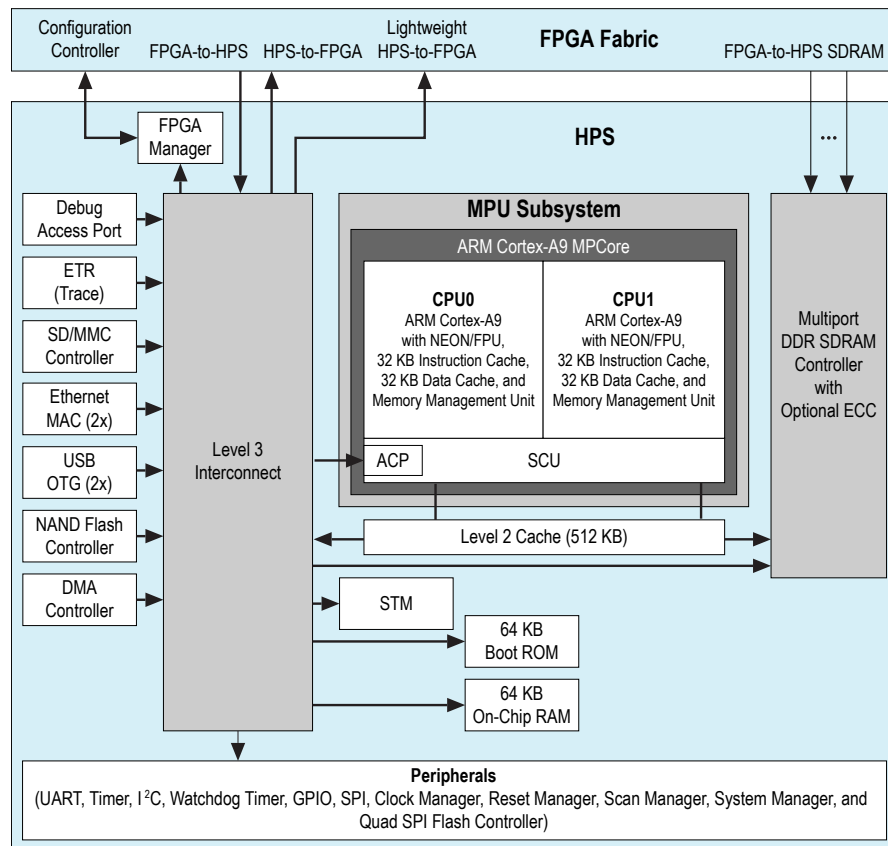 Configuration
Controller
FPGA-to-HPS
HPS-to-FPGA
Lightweight
HPS-to-FPGA
FPGA Fabric
FPGA-to-HPS SDRAM
FPGA
Manager
HPS
...
Debug
Access Port
ETR
(Trace)
SD/MMC
Controller
Ethernet
MAC (2x)
USB
OTG (2x)
NAND Flash
Controller
DMA
Controller
Level 3
Interconnect
MPU Subsystem
ARM Cortex-A9 MPCore
CPU0
ARM Cortex-A9
with NEON/FPU,
32 KB Instruction Cache,
32 KB Data Cache, and
Memory Management Unit
CPU1
ARM Cortex-A9
with NEON/FPU,
32 KB Instruction Cache,
32 KB Data Cache, and
Memory Management Unit
ACP
SCU
Level 2 Cache (512 KB)
Multiport
DDR SDRAM
Controller
with
Optional ECC
STM
64 KB
Boot ROM
64 KB
On-Chip RAM
Peripherals
(UART, Timer, I²C, Watchdog Timer, GPIO, SPI, Clock Manager, Reset Manager, Scan Manager, System Manager, and
Quad SPI Flash Controller)